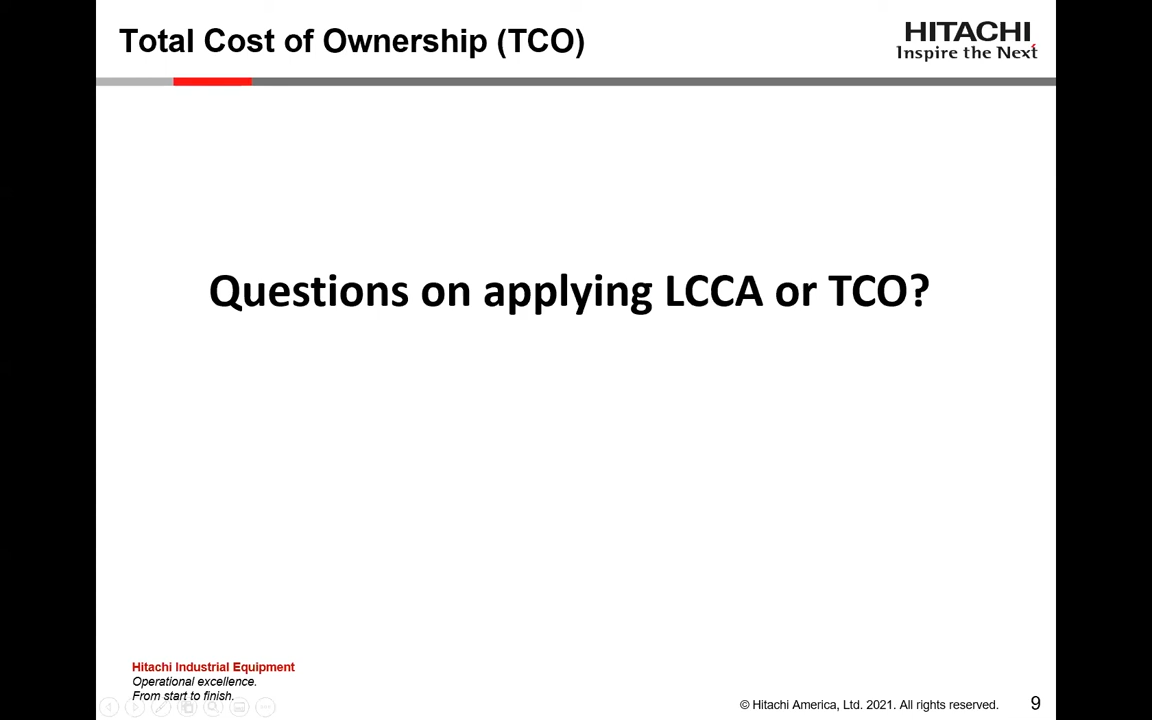 Total Cost of Ownership (TCO)
HITACHI
Inspire the Next
Questions on applying LCCA or TCO?
Hitachi Industrial Equipment
Operational excellence.
From start to finish.
© Hitachi America, Ltd. 2021. All rights reserved.
9